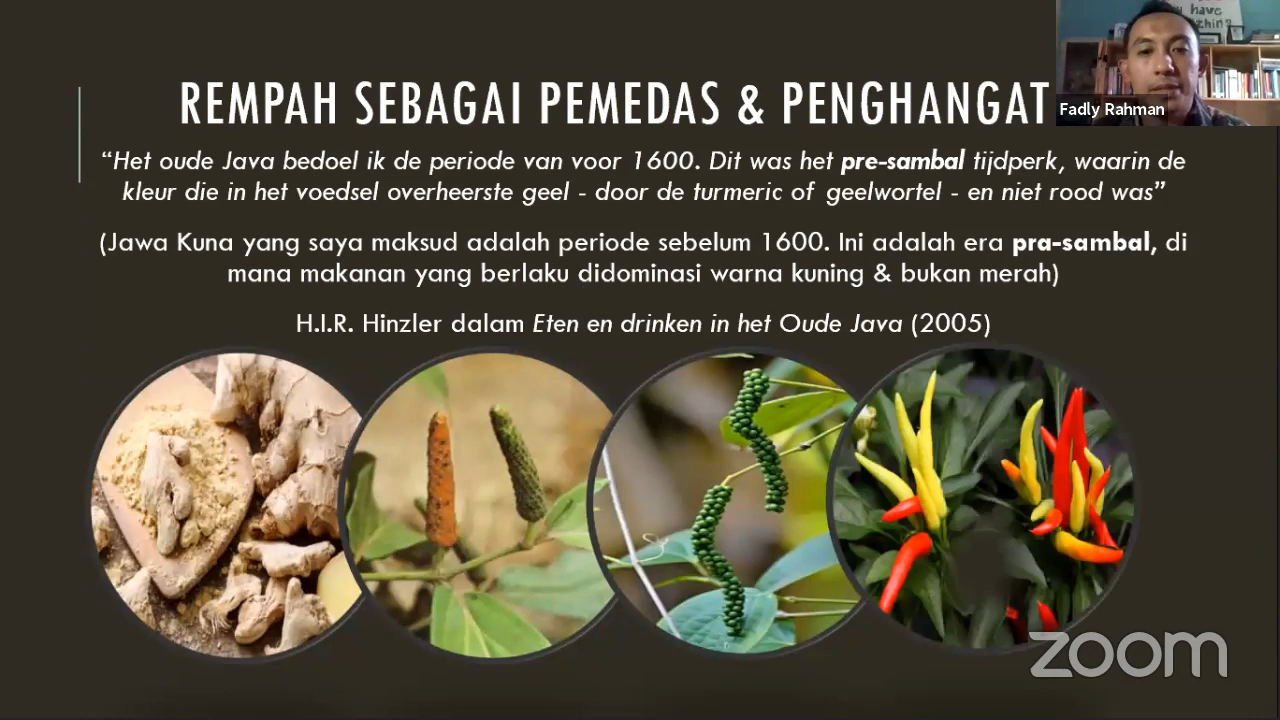 have
REMPAH SEBAGAI PEMEDAS & PENGHANGAT
Fadly Rahman
“Het oude Java bedoel ik de periode van voor 1600. Dit was het pre-sambal tijdperk, waarin de
kleur die in het voedsel overheerste geel - door de turmeric of geelwortel - en niet rood was”
(Jawa Kuna yang saya maksud adalah periode sebelum 1600. Ini adalah era pra-sambal, di
mana makanan yang berlaku didominasi warna kuning & bukan merah)
H.I.R. Hinzler dalam Eten en drinken in het Oude Java (2005)
zoom